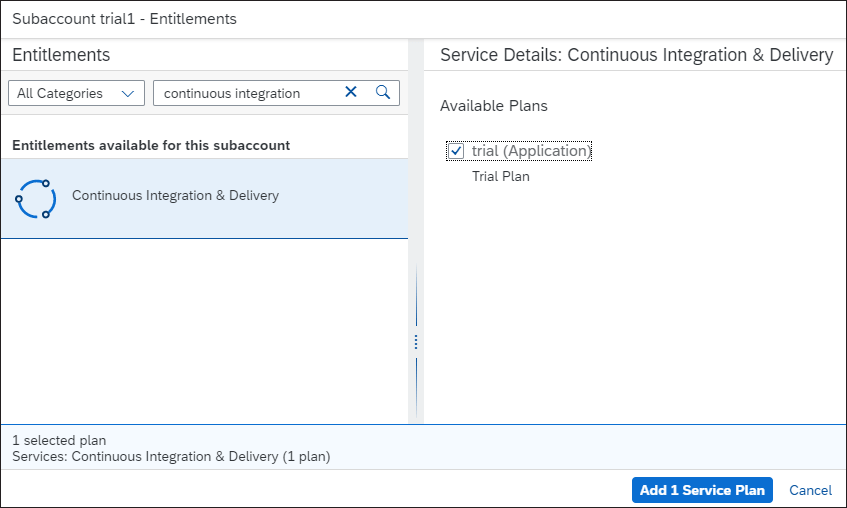 Subaccount trial1 - Entitlements
Entitlements
All Categories
continuous integration
Entitlements available for this subaccount
Continuous Integration & Delivery
Service Details: Continuous Integration & Delivery
Available Plans
trial (Application)
Trial Plan
1 selected plan
Services: Continuous Integration & Delivery (1 plan)
Add 1 Service Plan
Cancel